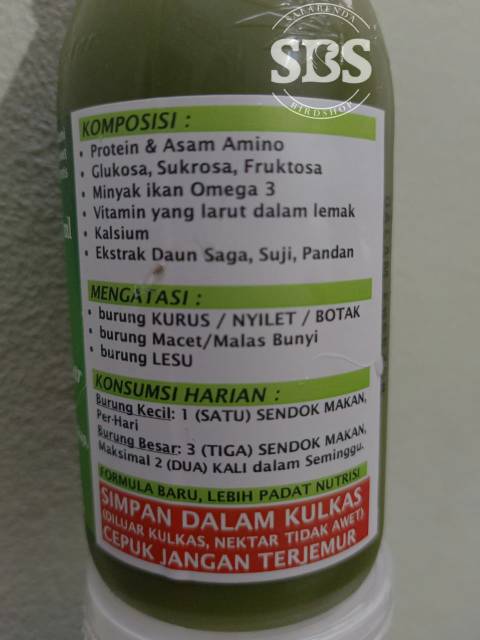 SAFARENDA
SBS
BIRDSHOP
KOMPOSISI :
• Protein & Asam Amino
• Glukosa, Sukrosa, Fruktosa
• Minyak ikan Omega 3
• Vitamin yang larut dalam lemak
• Kalsium
• Ekstrak Daun Saga, Suji, Pandan
MENGATASI :
• burung KURUS / NYILET / BOTAK
• burung Macet/Malas Bunyi
• burung LESU
KONSUMSI HARIAN :
Burung Kecil: 1 (SATU) SENDOK MAKAN,
Per-Hari
Burung Besar: 3 (TIGA) SENDOK MAKAN,
Maksimal 2 (DUA) KALI dalam Seminggu.
FORMULA BARU, LEBIH PADAT NUTRISI
SIMPAN DALAM KULKAS
(DILUAR KULKAS, NEKTAR TIDAK AWET)
CEPUK JANGAN TERJEMUR